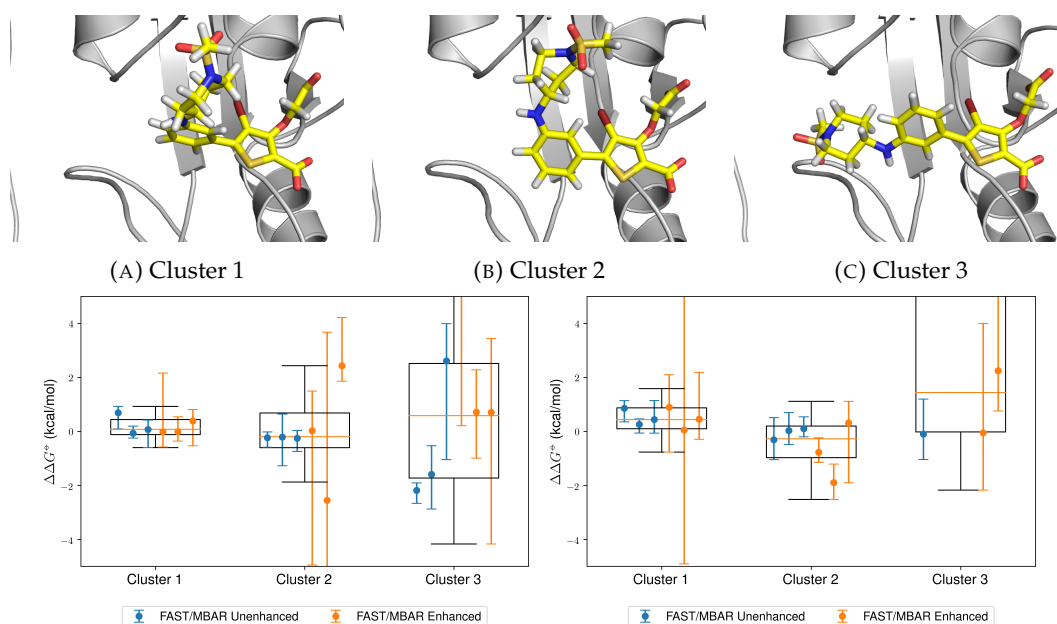 (A) Cluster 1
(B) Cluster 2
(C) Cluster 3
4
2
0
−2
−4
ΔΔG⦵ (kcal/mol)
Cluster 1
Cluster 2
Cluster 3
FAST/MBAR Unenhanced
FAST/MBAR Enhanced
4
2
0
−2
−4
ΔΔG⦵ (kcal/mol)
Cluster 1
Cluster 2
Cluster 3
FAST/MBAR Unenhanced
FAST/MBAR Enhanced